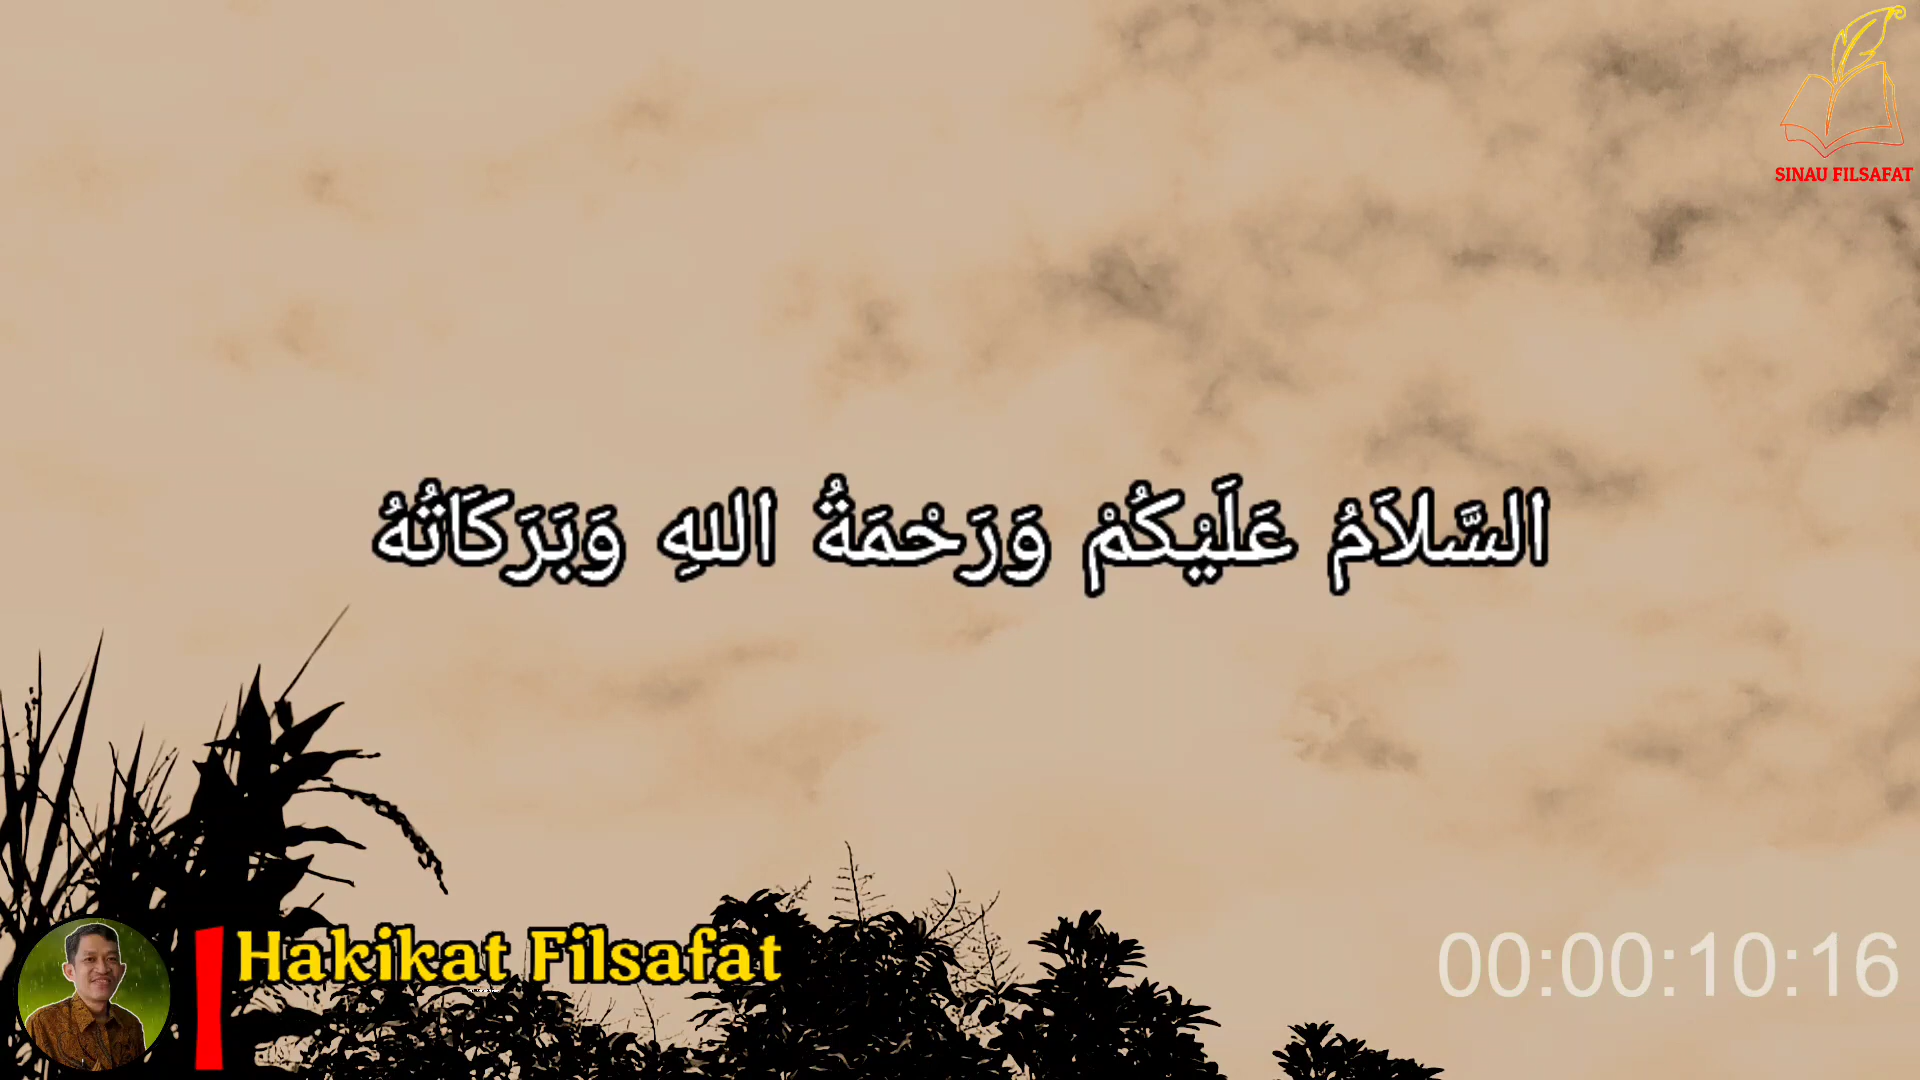 SINAU FILSAFAT
السَّلاَمُ عَلَيْكُمْ وَرَحْمَةُ اللهِ وَبَرَكَاتُهُ
Hakikat Filsafat
00:00:10:16